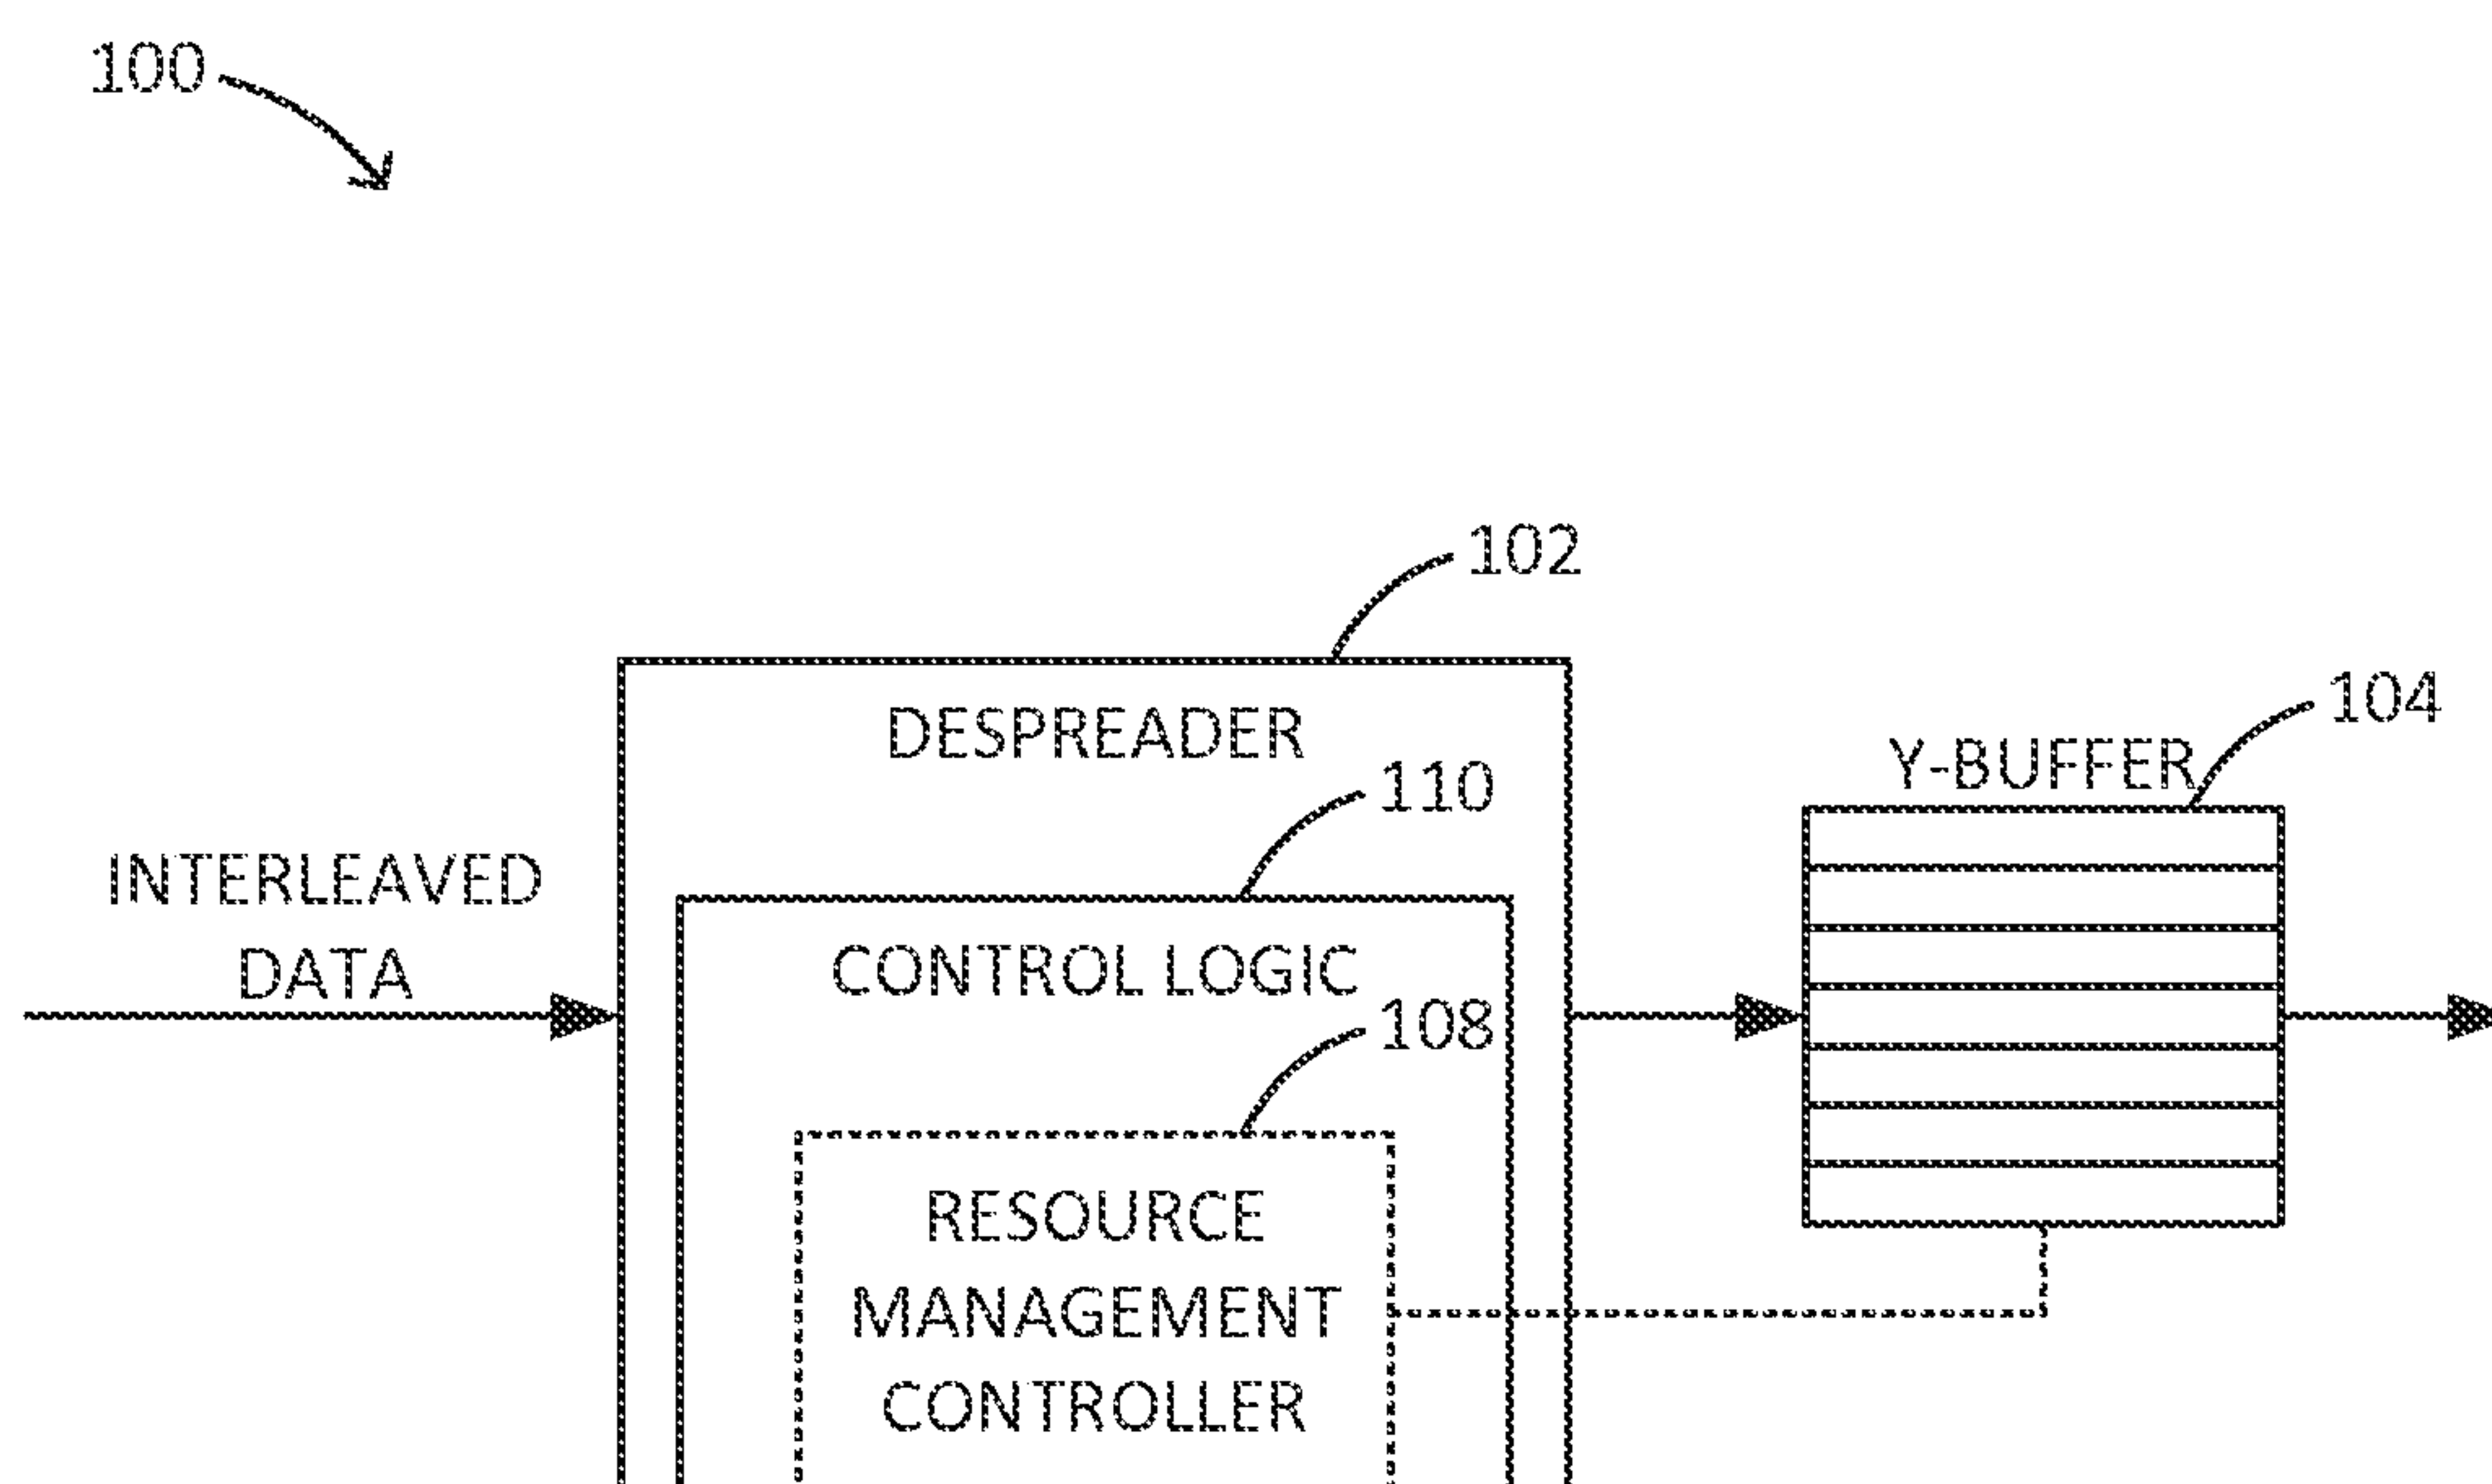 100
102
DESPREADER
104
Y-BUFFER
110
INTERLEAVED
DATA
CONTROL LOGIC
108
RESOURCE
MANAGEMENT
CONTROLLER